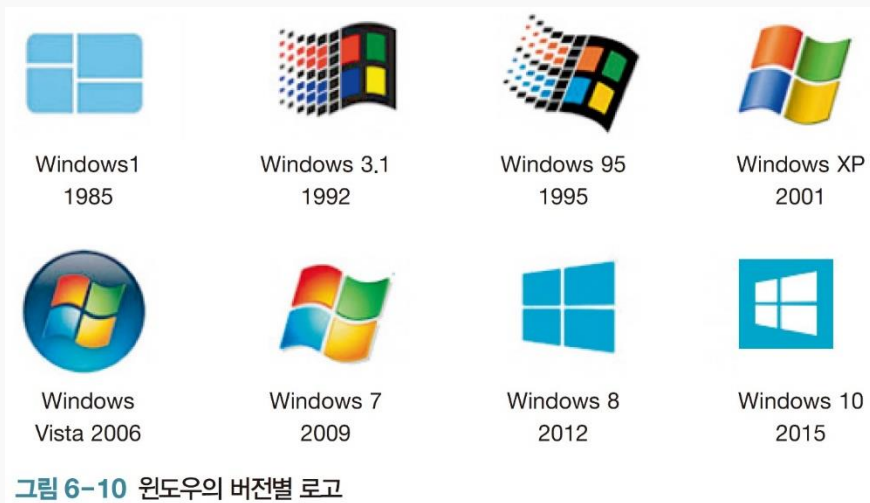 Windows1
1985
Windows 3.1
1992
Windows 95
1995
Windows XP
2001
Windows
Vista 2006
Windows 7
2009
Windows 8
2012
Windows 10
2015
그림 6-10 윈도우의 버전별 로고